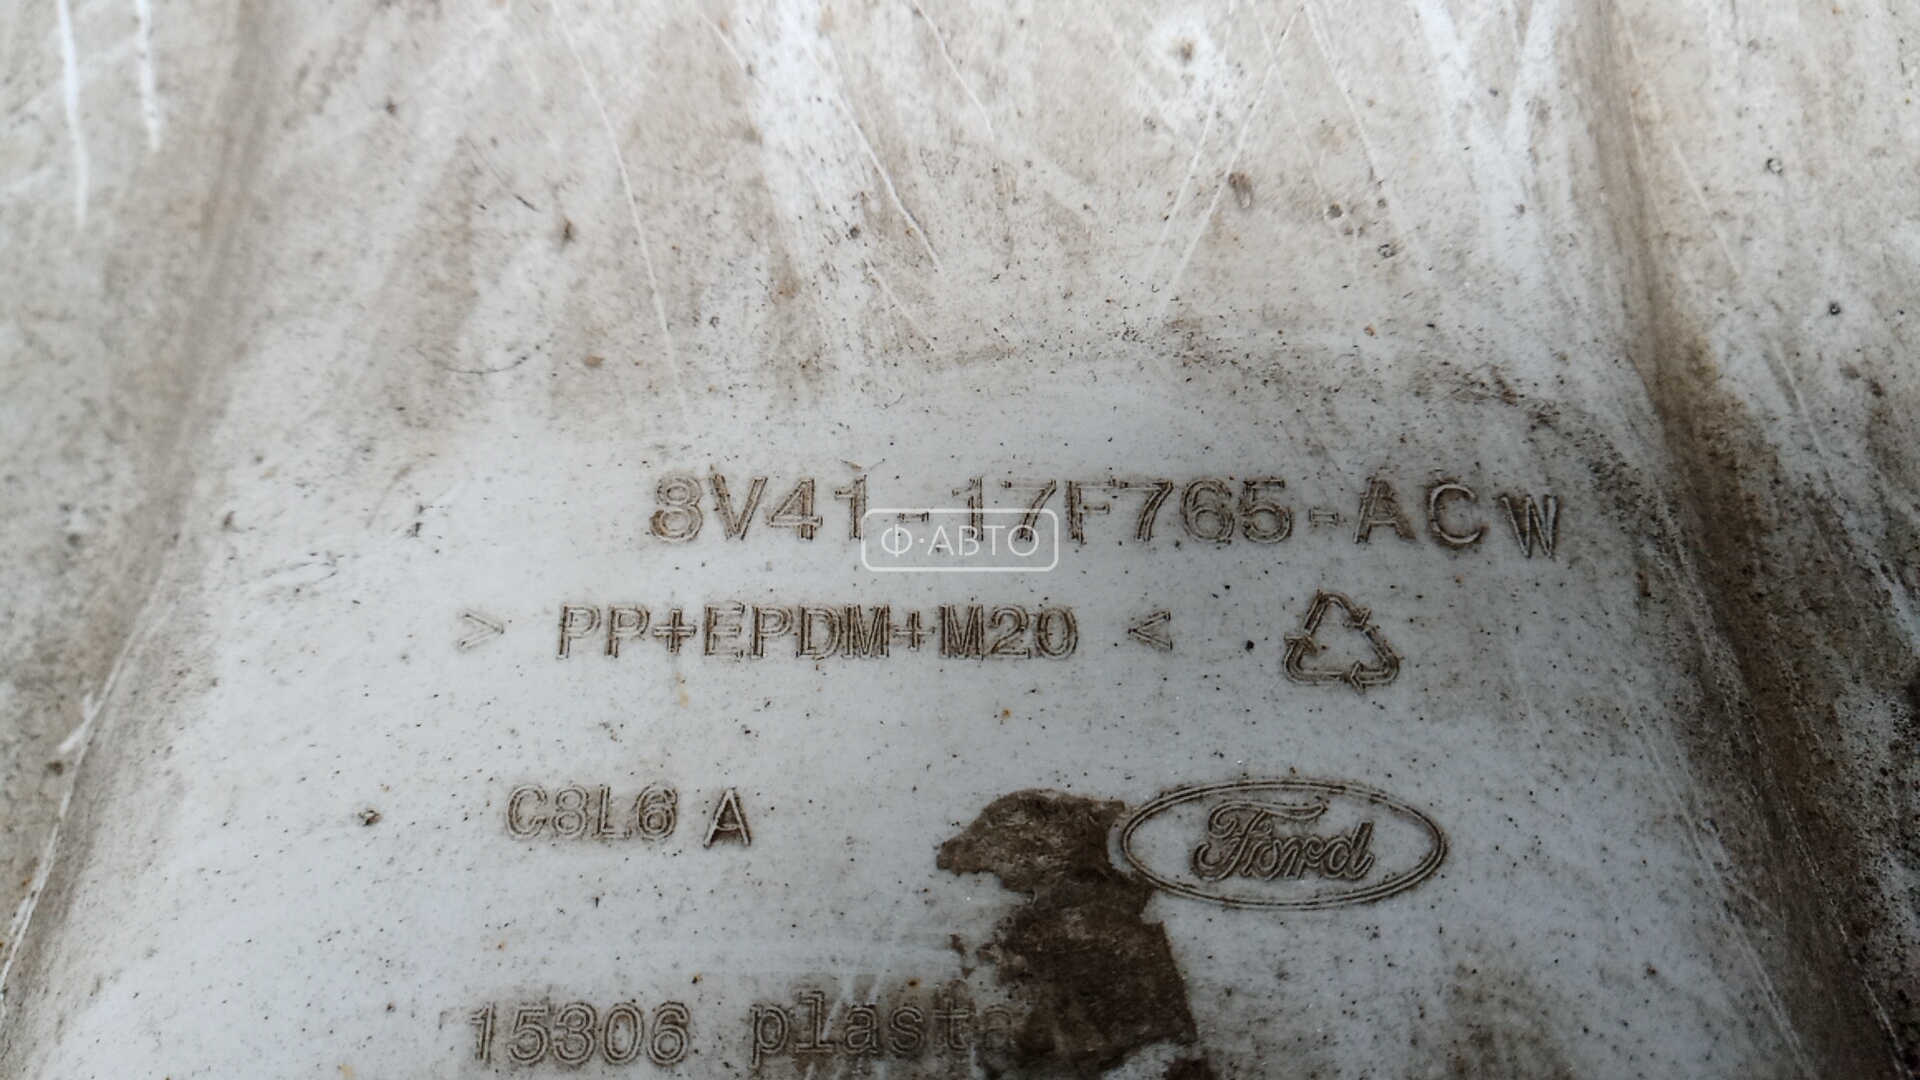 8V41-17F765-ACW
Ф·АВТО
> PP+EPDM+M20 <
C8L6 A
Ford
15306